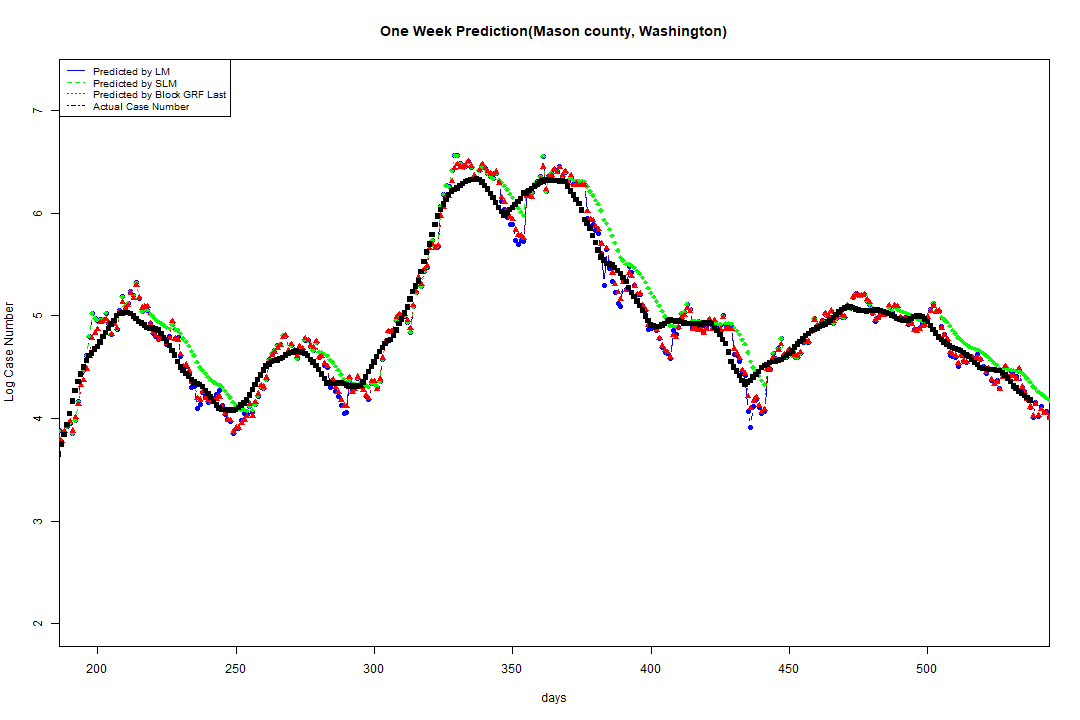 One Week Prediction(Mason county, Washington)
Predicted by LM
Predicted by SLM
Predicted by Block GRF Last
Actual Case Number
Log Case Number
7
6
5
4
3
2
200 250 300 350 400 450 500
days